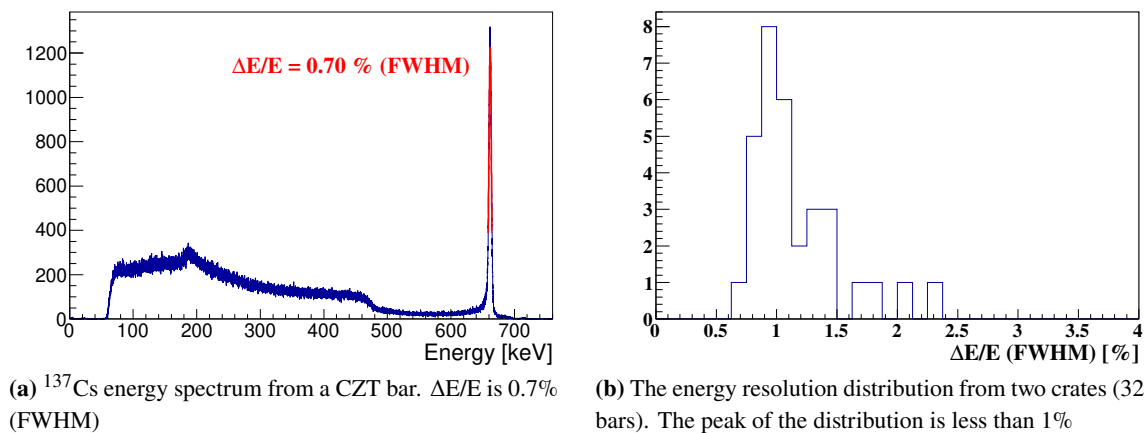 1200
1000
800
600
400
200
0
0 100 200 300 400 500 600 700
Energy [keV]
ΔE/E = 0.70 % (FWHM)
8
7
6
5
4
3
2
1
0
0 0.5 1 1.5 2 2.5 3 3.5 4
ΔE/E (FWHM) [%]
(a) ¹³⁷Cs energy spectrum from a CZT bar. ΔE/E is 0.7%
(FWHM)
(b) The energy resolution distribution from two crates (32
bars). The peak of the distribution is less than 1%